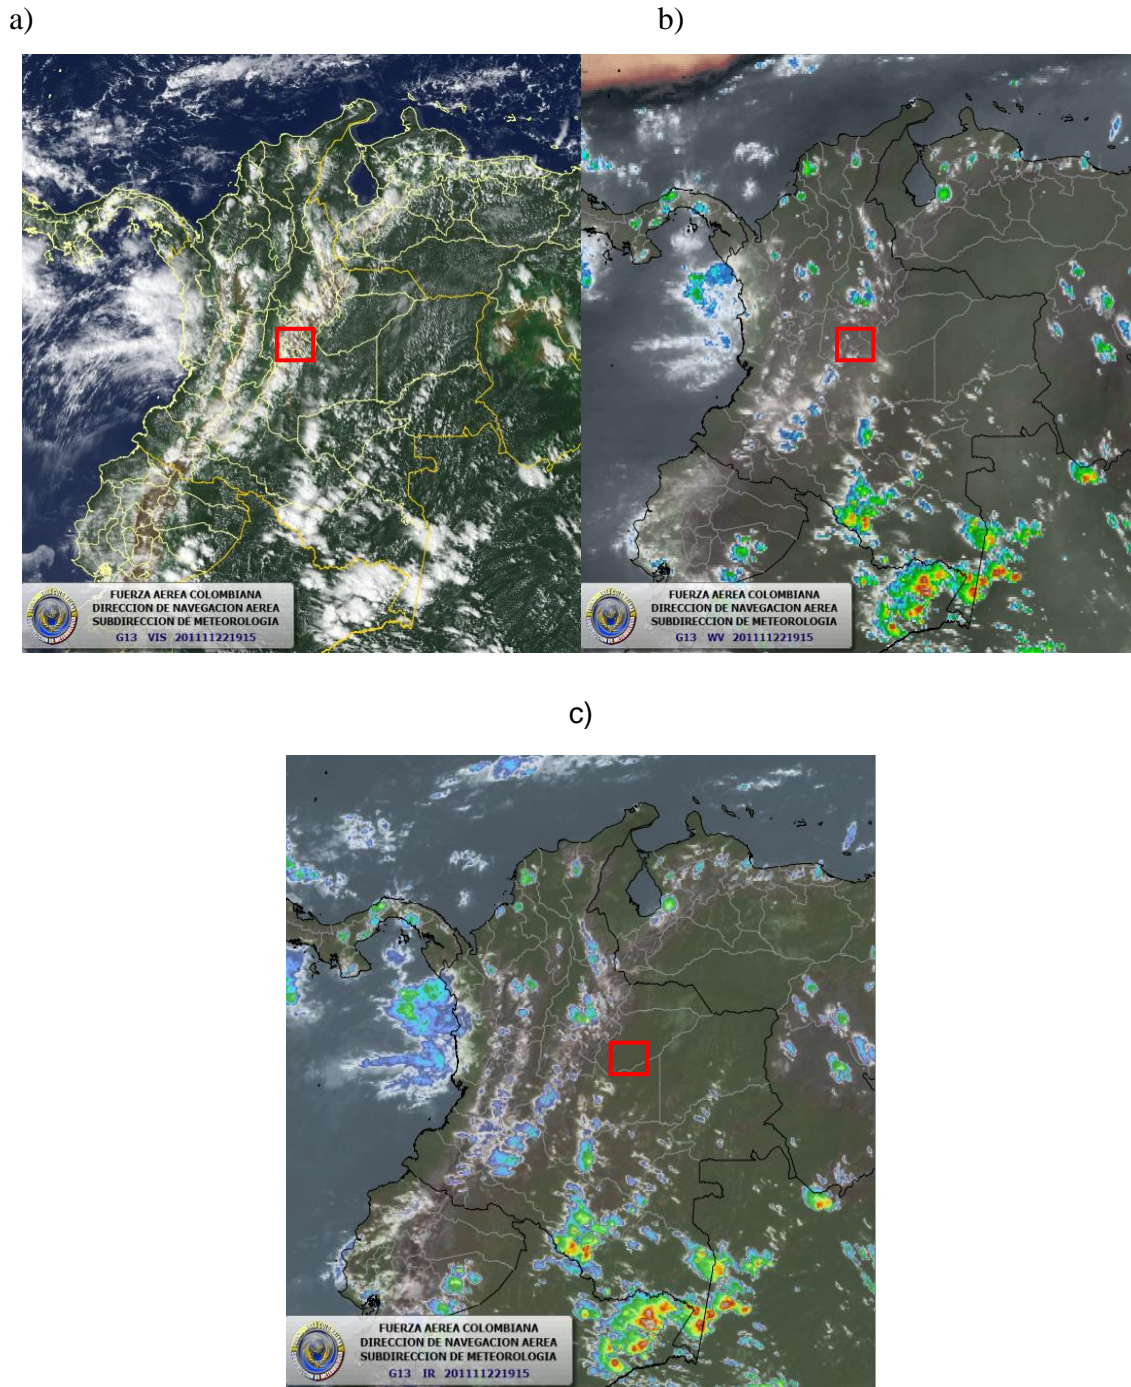 a)
b)
FUERZA AEREA COLOMBIANA
DIRECCION DE NAVEGACION AEREA
SUBDIRECCION DE METEOROLOGIA
G13 VIS 201111221915
FUERZA AEREA COLOMBIANA
DIRECCION DE NAVEGACION AEREA
SUBDIRECCION DE METEOROLOGIA
G13 WV 201111221915
c)
FUERZA AEREA COLOMBIANA
DIRECCION DE NAVEGACION AEREA
SUBDIRECCION DE METEOROLOGIA
G13 IR 201111221915